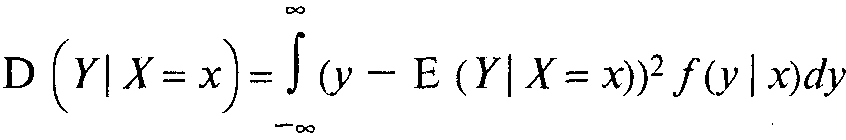 D (Y| X = x) = ∫_{-∞}^{∞} (y − E (Y| X = x))² f (y | x)dy